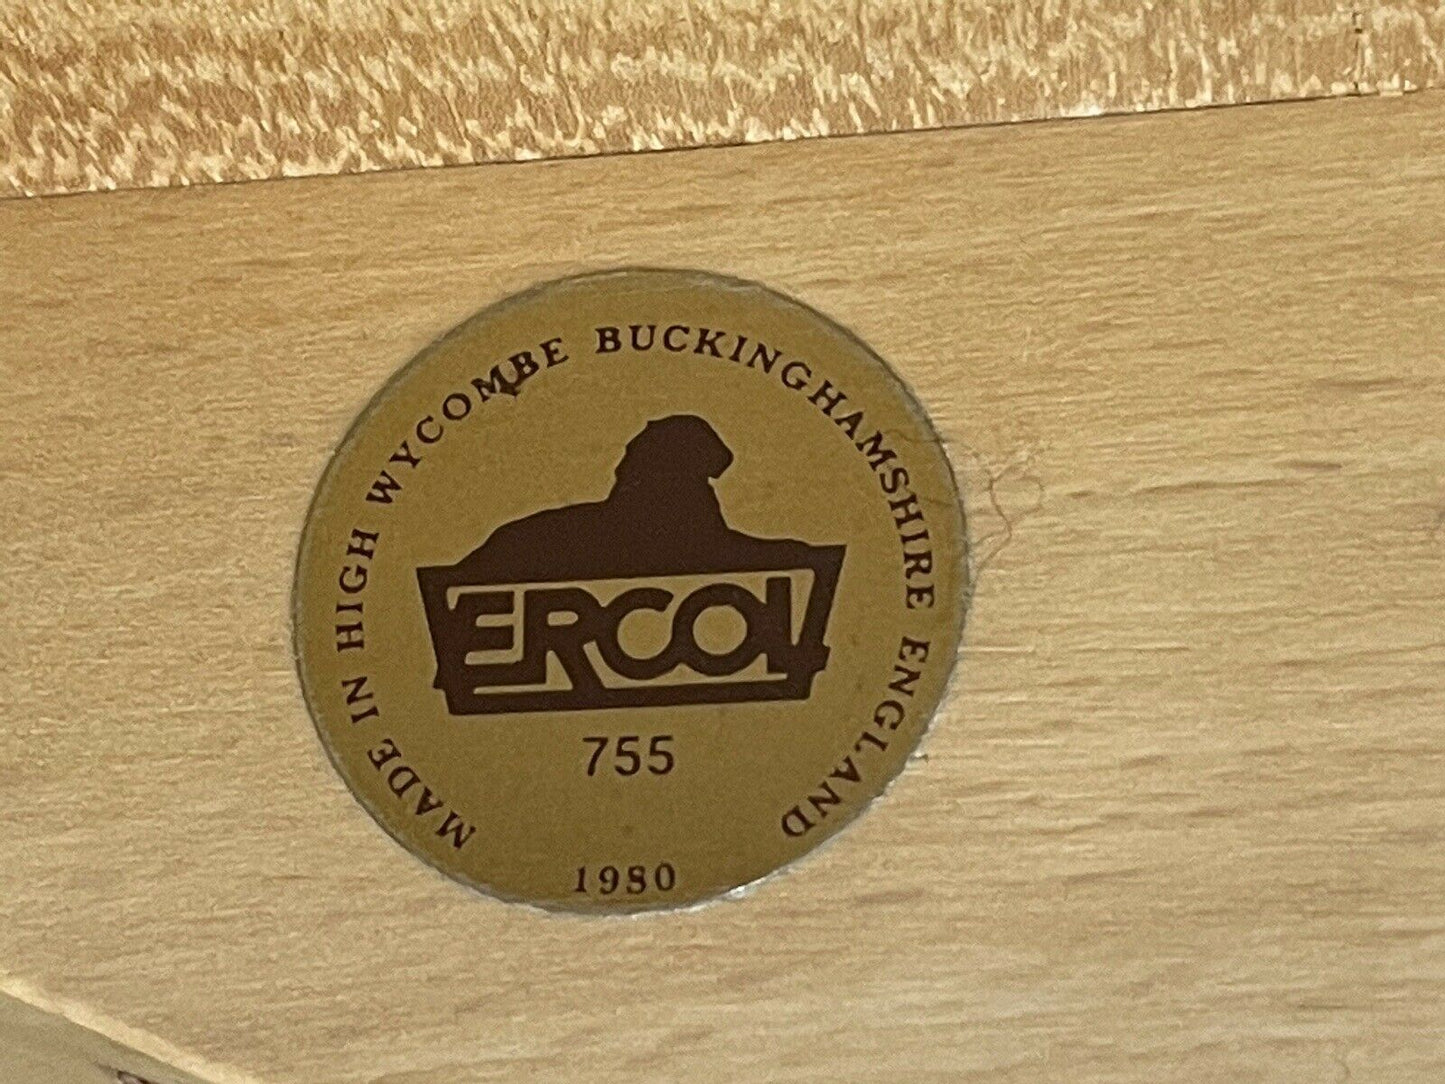 MADE IN HIGH WYCOMBE BUCKINGHAMSHIRE ENGLAND
ERCOL
755
1980